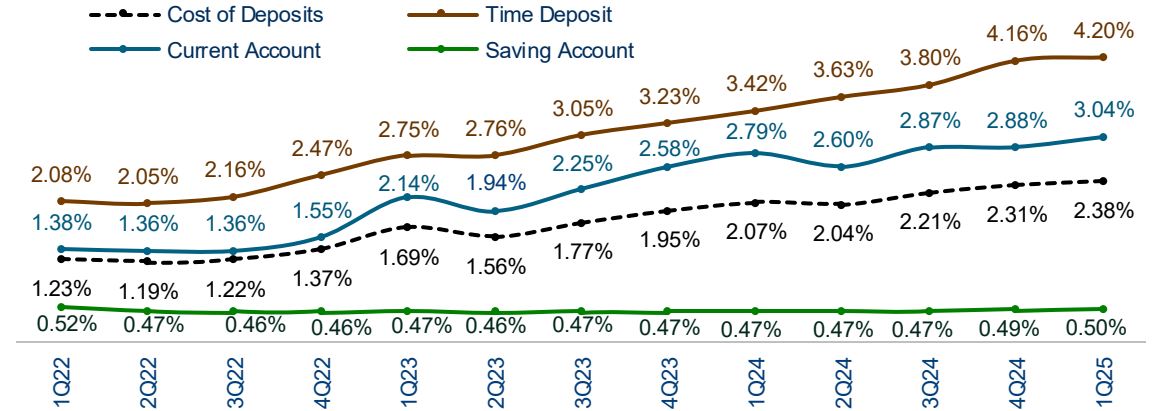 Cost of Deposits Time Deposit
Current Account Saving Account
2.08% 2.05% 2.16% 2.47% 2.75% 2.76% 3.05% 3.23% 3.42% 3.63% 3.80% 4.16% 4.20%
1.38% 1.36% 1.36% 1.55% 2.14% 1.94% 2.25% 2.58% 2.79% 2.60% 2.87% 2.88% 3.04%
1.23% 1.19% 1.22% 1.37% 1.69% 1.56% 1.77% 1.95% 2.07% 2.04% 2.21% 2.31% 2.38%
0.52% 0.47% 0.46% 0.46% 0.47% 0.46% 0.47% 0.47% 0.47% 0.47% 0.47% 0.49% 0.50%
1Q22 2Q22 3Q22 4Q22 1Q23 2Q23 3Q23 4Q23 1Q24 2Q24 3Q24 4Q24 1Q25